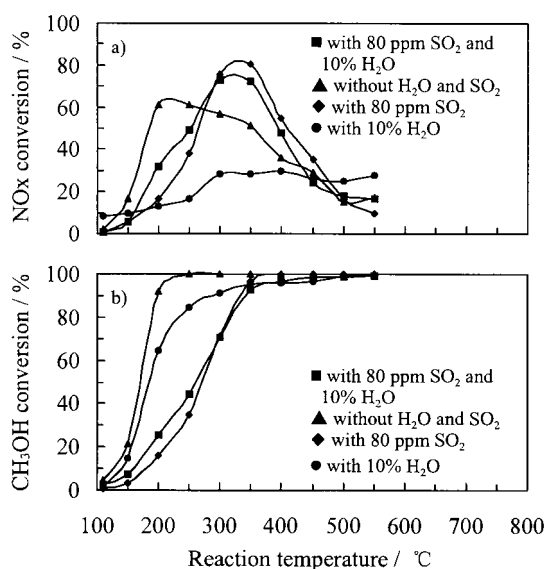 100
80
60
40
20
0
NOx conversion / %
a)
with 80 ppm SO₂ and
10% H₂O
without H₂O and SO₂
with 80 ppm SO₂
with 10% H₂O
100
80
60
40
20
0
CH₃OH conversion / %
b)
with 80 ppm SO₂ and
10% H₂O
without H₂O and SO₂
with 80 ppm SO₂
with 10% H₂O
100 200 300 400 500 600 700 800
Reaction temperature / ℃